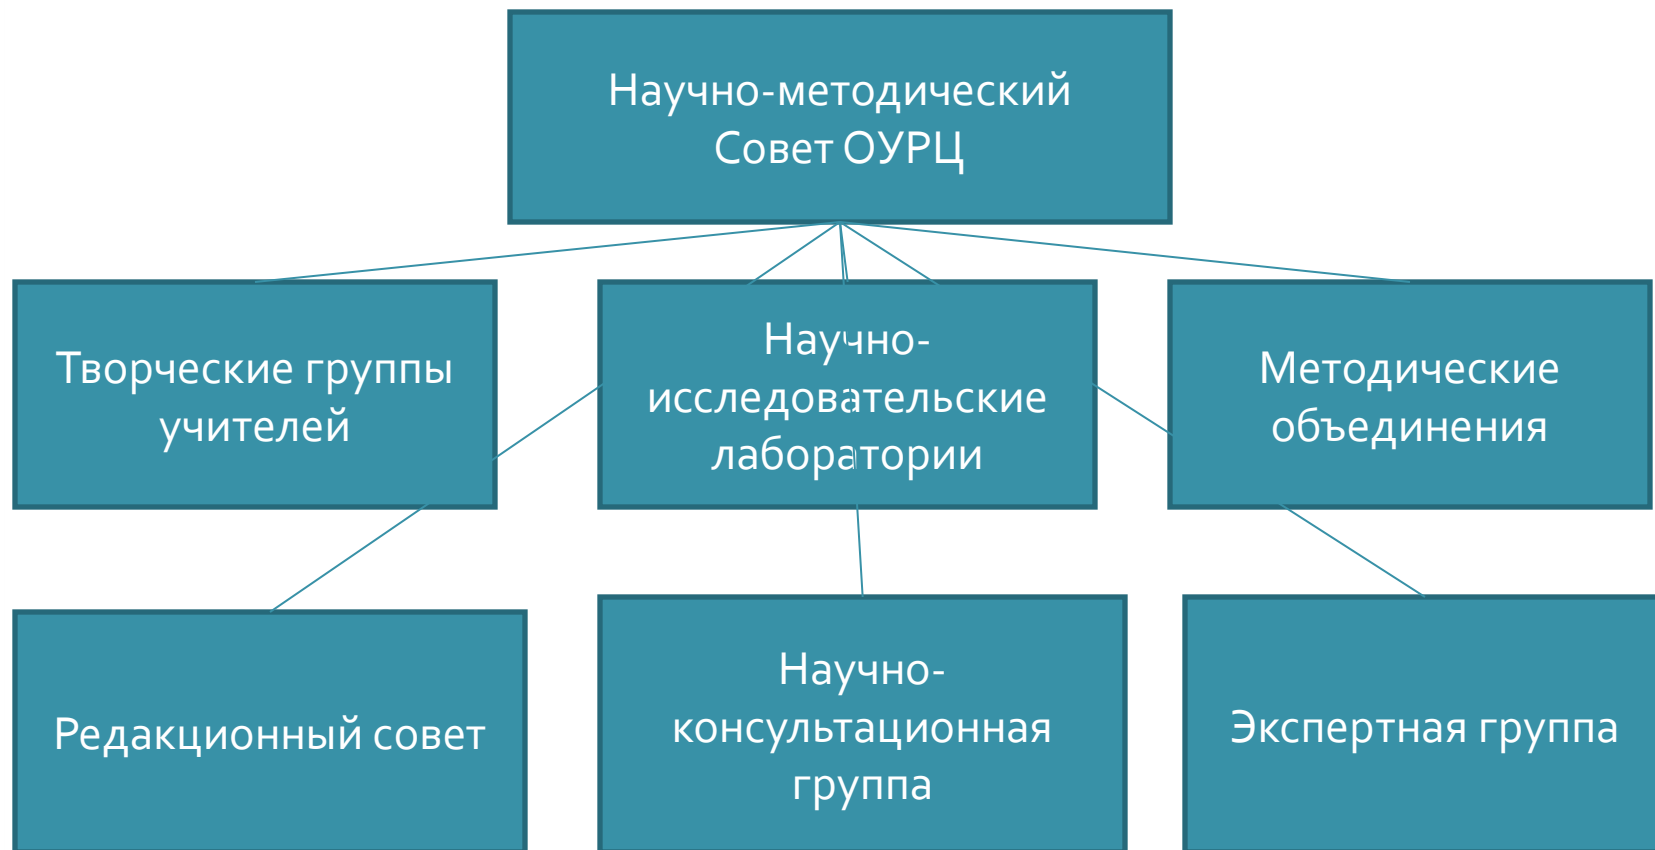 Научно-методический
Совет ОУРЦ
Творческие группы
учителей
Научно-
исследовательские
лаборатории
Методические
объединения
Редакционный совет
Научно-
консультационная
группа
Экспертная группа